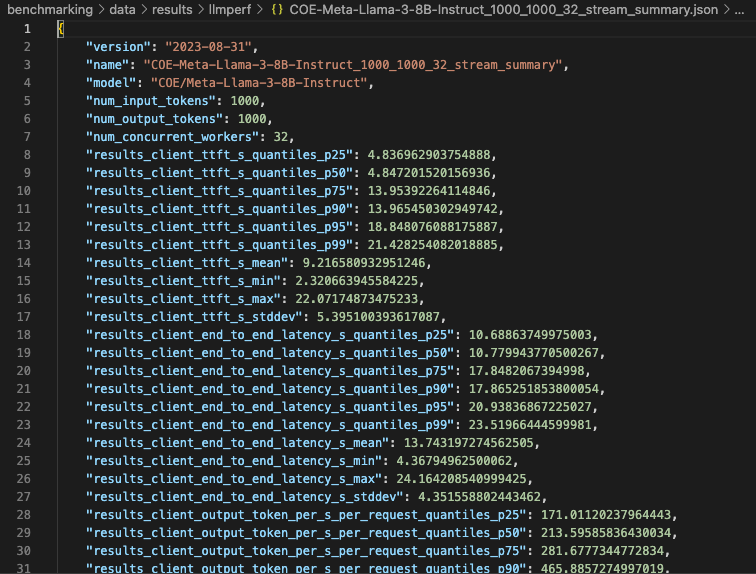 benchmarking > data > results > llmperf > {} COE-Meta-Llama-3-8B-Instruct_1000_1000_32_stream_summary.json > ...
1 {
2 "version": "2023-08-31",
3 "name": "COE-Meta-Llama-3-8B-Instruct_1000_1000_32_stream_summary",
4 "model": "COE/Meta-Llama-3-8B-Instruct",
5 "num_input_tokens": 1000,
6 "num_output_tokens": 1000,
7 "num_concurrent_workers": 32,
8 "results_client_ttft_s_quantiles_p25": 4.836962903754888,
9 "results_client_ttft_s_quantiles_p50": 4.847201520156936,
10 "results_client_ttft_s_quantiles_p75": 13.95392264114846,
11 "results_client_ttft_s_quantiles_p90": 13.965450302949742,
12 "results_client_ttft_s_quantiles_p95": 18.848076088175887,
13 "results_client_ttft_s_quantiles_p99": 21.428254082018885,
14 "results_client_ttft_s_mean": 9.216580932951246,
15 "results_client_ttft_s_min": 2.320663945584225,
16 "results_client_ttft_s_max": 22.07174873475233,
17 "results_client_ttft_s_stddev": 5.395100393617087,
18 "results_client_end_to_end_latency_s_quantiles_p25": 10.68863749975003,
19 "results_client_end_to_end_latency_s_quantiles_p50": 10.779943770500267,
20 "results_client_end_to_end_latency_s_quantiles_p75": 17.8482067394998,
21 "results_client_end_to_end_latency_s_quantiles_p90": 17.865251853800054,
22 "results_client_end_to_end_latency_s_quantiles_p95": 20.93836867225027,
23 "results_client_end_to_end_latency_s_quantiles_p99": 23.51966444599981,
24 "results_client_end_to_end_latency_s_mean": 13.743197274562505,
25 "results_client_end_to_end_latency_s_min": 4.36794962500062,
26 "results_client_end_to_end_latency_s_max": 24.164208540999425,
27 "results_client_end_to_end_latency_s_stddev": 4.351558802443462,
28 "results_client_output_token_per_s_per_request_quantiles_p25": 171.01120237964443,
29 "results_client_output_token_per_s_per_request_quantiles_p50": 213.59585836430034,
30 "results_client_output_token_per_s_per_request_quantiles_p75": 281.6777344772834,
31 "results_client_output_token_per_s_per_request_quantiles_p90": 465.8857274997019,